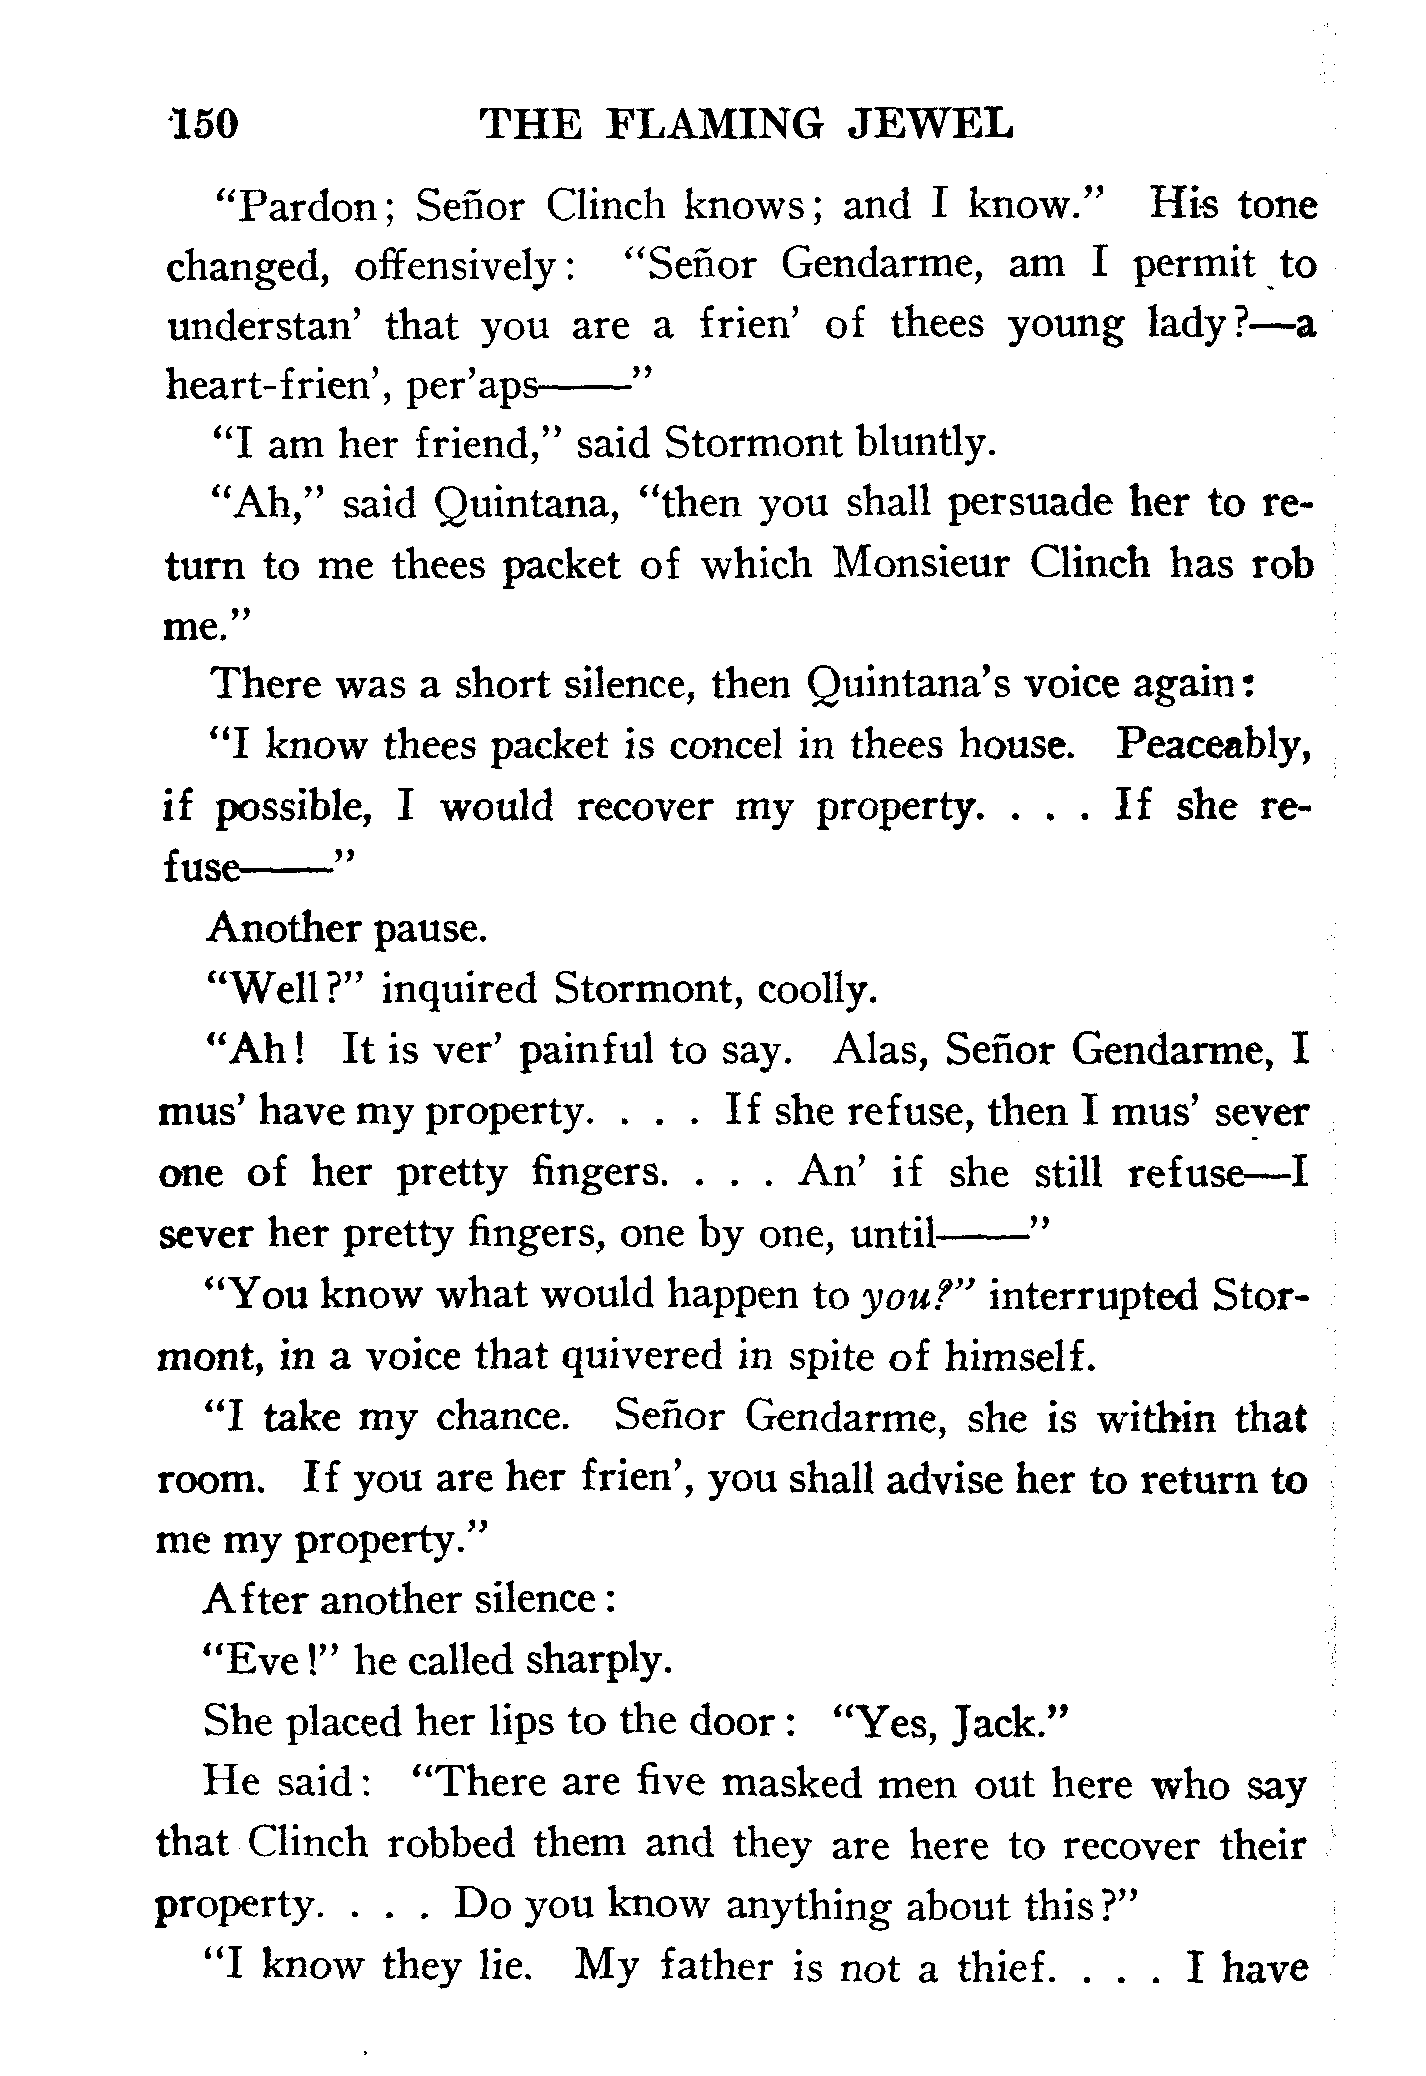 150 THE FLAMING JEWEL
“Pardon; Señor Clinch knows; and I know.” His tone
changed, offensively: “Señor Gendarme, am I permit to
understan’ that you are a frien’ of thees young lady?—a
heart-frien’, per’aps——”
“I am her friend,” said Stormont bluntly.
“Ah,” said Quintana, “then you shall persuade her to re-
turn to me thees packet of which Monsieur Clinch has rob
me.”
There was a short silence, then Quintana’s voice again:
“I know thees packet is concel in thees house. Peaceably,
if possible, I would recover my property. . . . If she re-
fuse——”
Another pause.
“Well?” inquired Stormont, coolly.
“Ah! It is ver’ painful to say. Alas, Señor Gendarme, I
mus’ have my property. . . . If she refuse, then I mus’ sever
one of her pretty fingers. . . . An’ if she still refuse—I
sever her pretty fingers, one by one, until——”
“You know what would happen to you?” interrupted Stor-
mont, in a voice that quivered in spite of himself.
“I take my chance. Señor Gendarme, she is within that
room. If you are her frien’, you shall advise her to return to
me my property.”
After another silence:
“Eve!” he called sharply.
She placed her lips to the door: “Yes, Jack.”
He said: “There are five masked men out here who say
that Clinch robbed them and they are here to recover their
property. . . . Do you know anything about this?”
“I know they lie. My father is not a thief. . . . I have